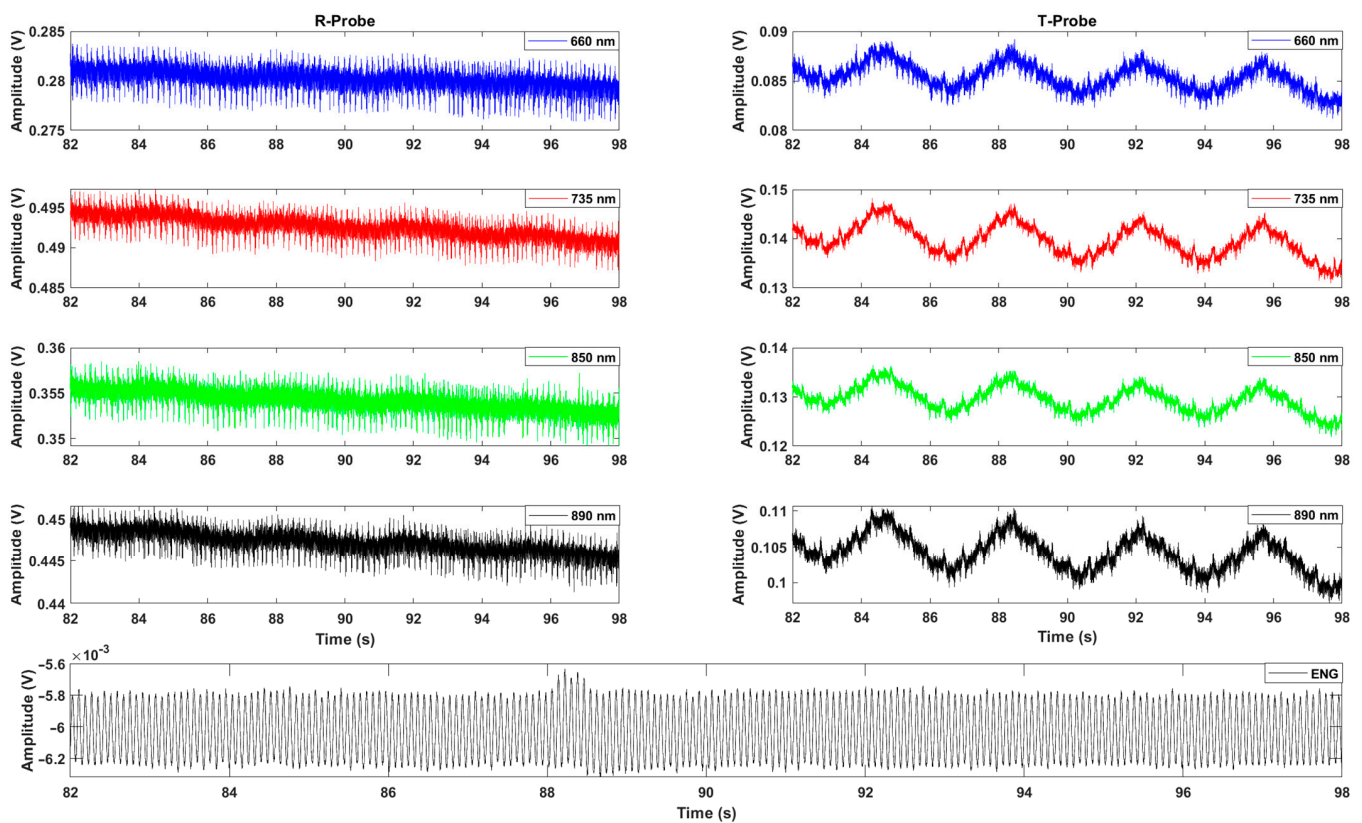 R-Probe
T-Probe
Amplitude (V)
0.285
0.28
0.275
660 nm
82 84 86 88 90 92 94 96 98
Amplitude (V)
0.09
0.085
0.08
660 nm
82 84 86 88 90 92 94 96 98
Amplitude (V)
0.495
0.49
0.485
735 nm
82 84 86 88 90 92 94 96 98
Amplitude (V)
0.15
0.14
0.13
735 nm
82 84 86 88 90 92 94 96 98
Amplitude (V)
0.36
0.355
0.35
850 nm
82 84 86 88 90 92 94 96 98
Amplitude (V)
0.14
0.13
0.12
850 nm
82 84 86 88 90 92 94 96 98
Amplitude (V)
0.45
0.445
0.44
890 nm
82 84 86 88 90 92 94 96 98
Time (s)
Amplitude (V)
0.11
0.105
0.1
890 nm
82 84 86 88 90 92 94 96 98
Time (s)
×10⁻³
Amplitude (V)
−5.6
−5.8
−6
−6.2
ENG
82 84 86 88 90 92 94 96 98
Time (s)